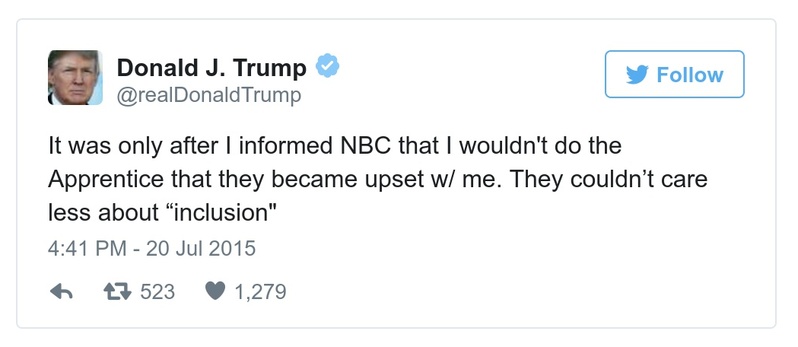 Donald J. Trump
@realDonaldTrump
Follow
It was only after I informed NBC that I wouldn't do the
Apprentice that they became upset w/ me. They couldn’t care
less about “inclusion"
4:41 PM - 20 Jul 2015
523 1,279